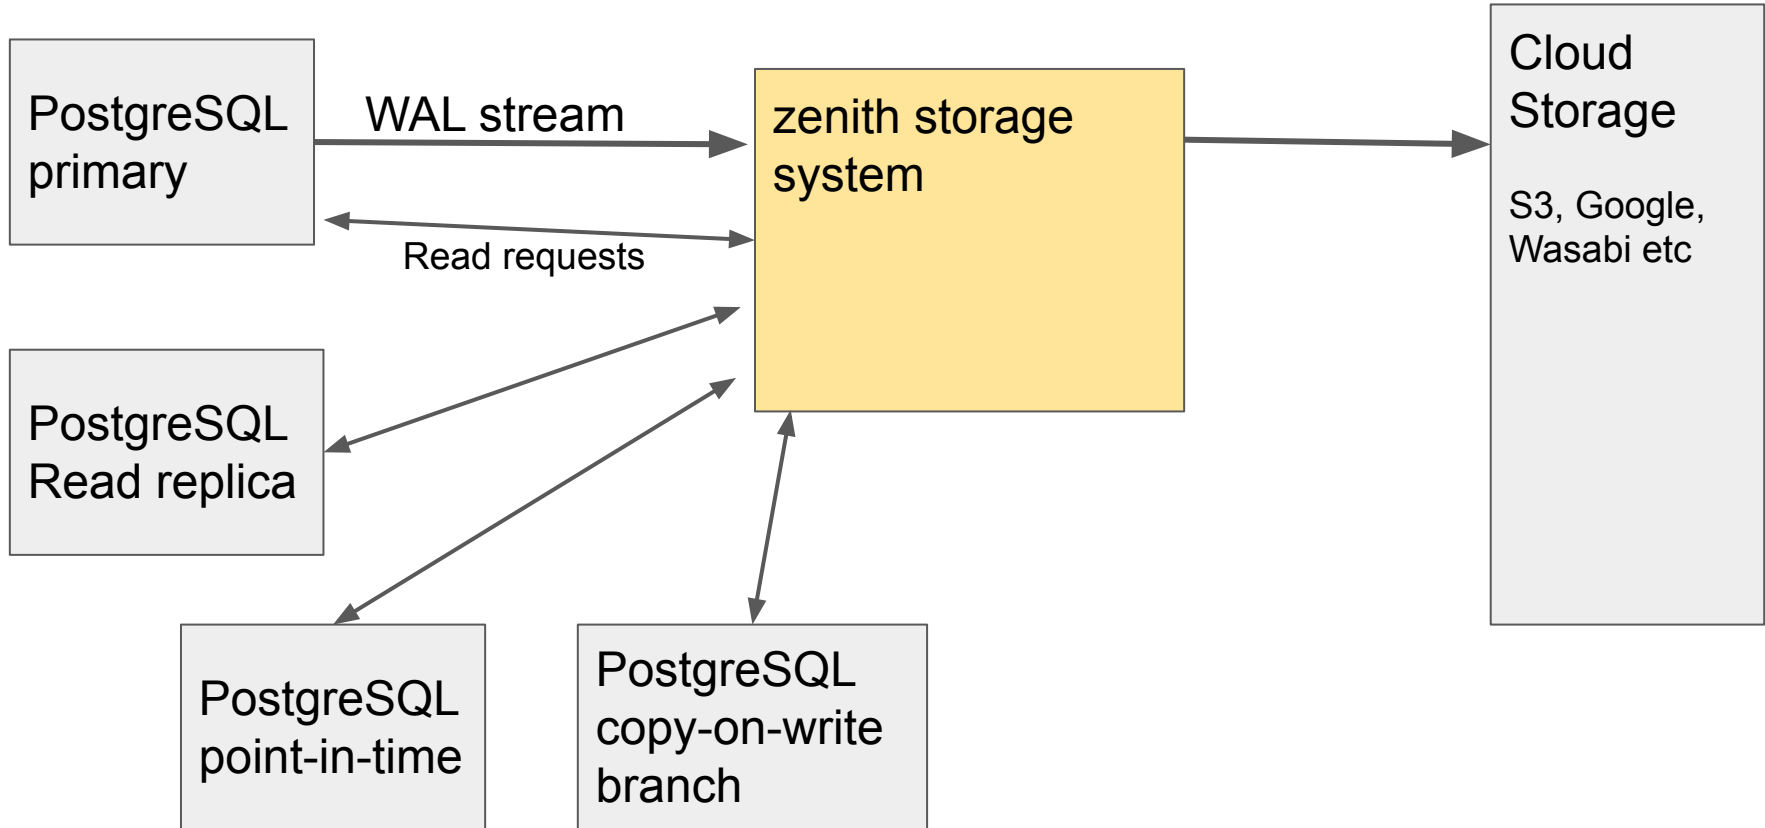 PostgreSQL
primary
WAL stream
Read requests
zenith storage
system
Cloud
Storage
S3, Google,
Wasabi etc
PostgreSQL
Read replica
PostgreSQL
point-in-time
PostgreSQL
copy-on-write
branch